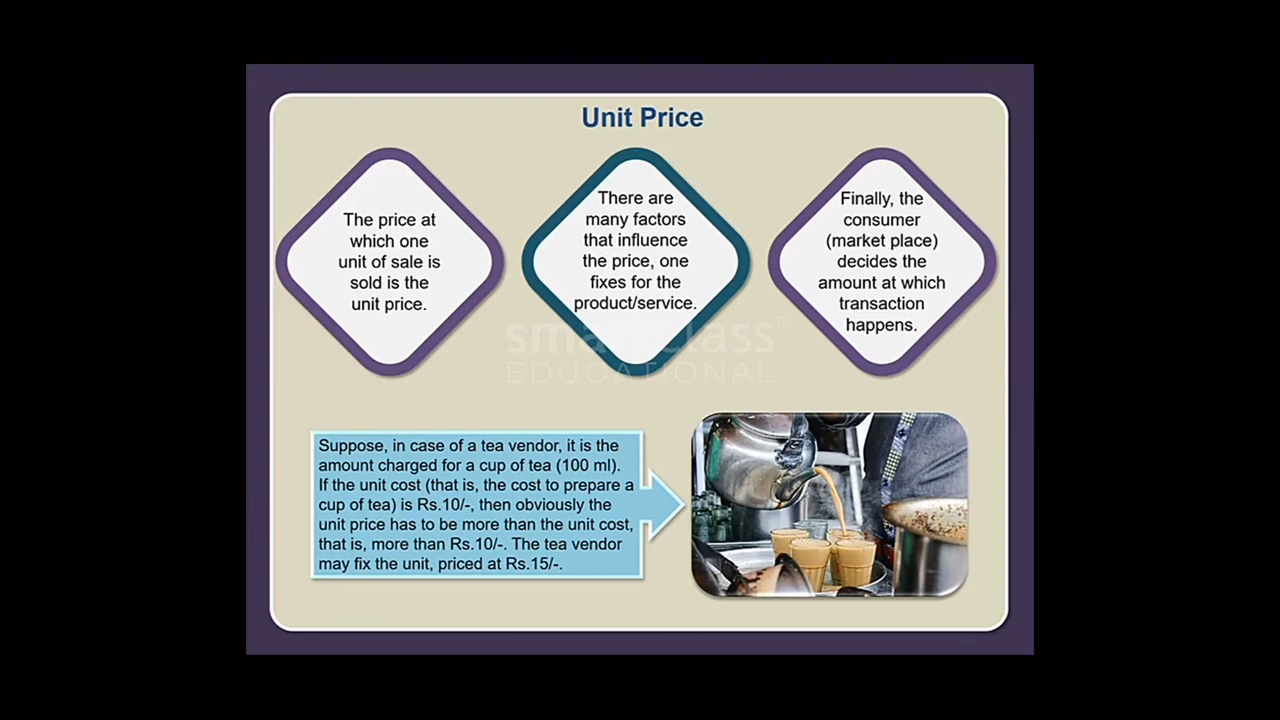 Unit Price
The price at
which one
unit of sale is
sold is the
unit price.
There are
many factors
that influence
the price, one
fixes for the
product/service.
Finally, the
consumer
(market place)
decides the
amount at which
transaction
happens.
smartclass™
EDUCATIONAL
Suppose, in case of a tea vendor, it is the
amount charged for a cup of tea (100 ml).
If the unit cost (that is, the cost to prepare a
cup of tea) is Rs.10/-, then obviously the
unit price has to be more than the unit cost,
that is, more than Rs.10/-. The tea vendor
may fix the unit, priced at Rs.15/-.